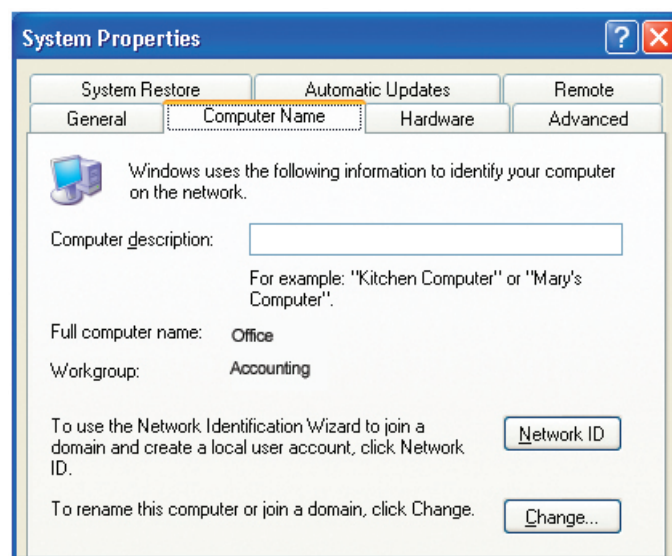 System Properties
?
System Restore Automatic Updates Remote
General Computer Name Hardware Advanced
Windows uses the following information to identify your computer
on the network.
Computer description:
For example: "Kitchen Computer" or "Mary's
Computer".
Full computer name: Office
Workgroup: Accounting
To use the Network Identification Wizard to join a
domain and create a local user account, click Network
ID.
Network ID
To rename this computer or join a domain, click Change.
Change...